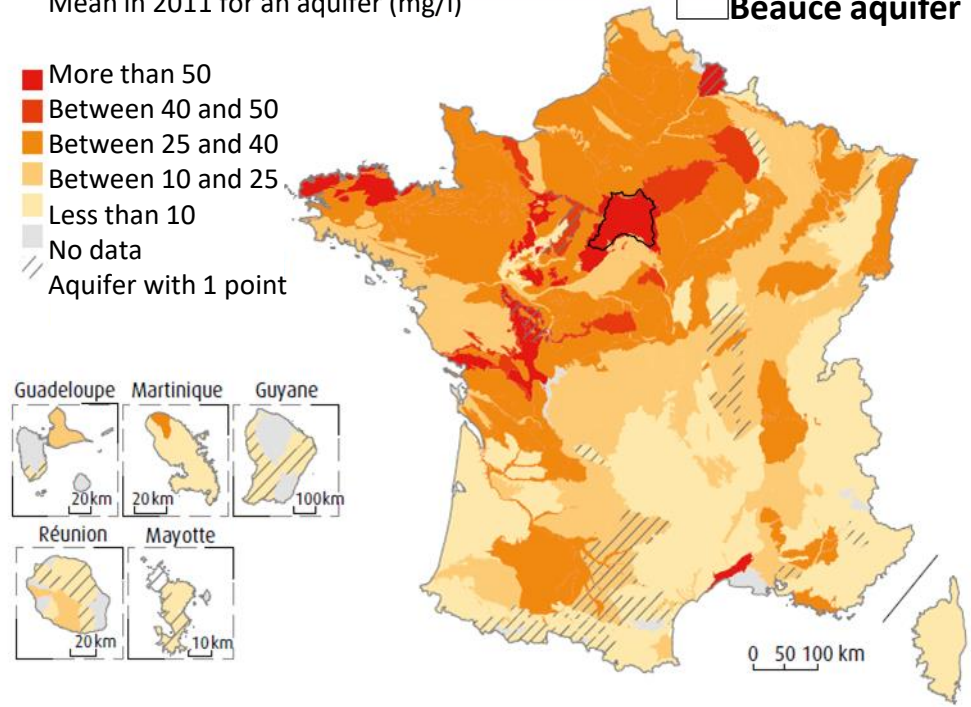 Mean in 2011 for an aquifer (mg/l)
Beauce aquifer
More than 50
Between 40 and 50
Between 25 and 40
Between 10 and 25
Less than 10
No data
Aquifer with 1 point
Guadeloupe
Martinique
Guyane
20km
20km
100km
Réunion
Mayotte
20km
10km
0 50 100 km